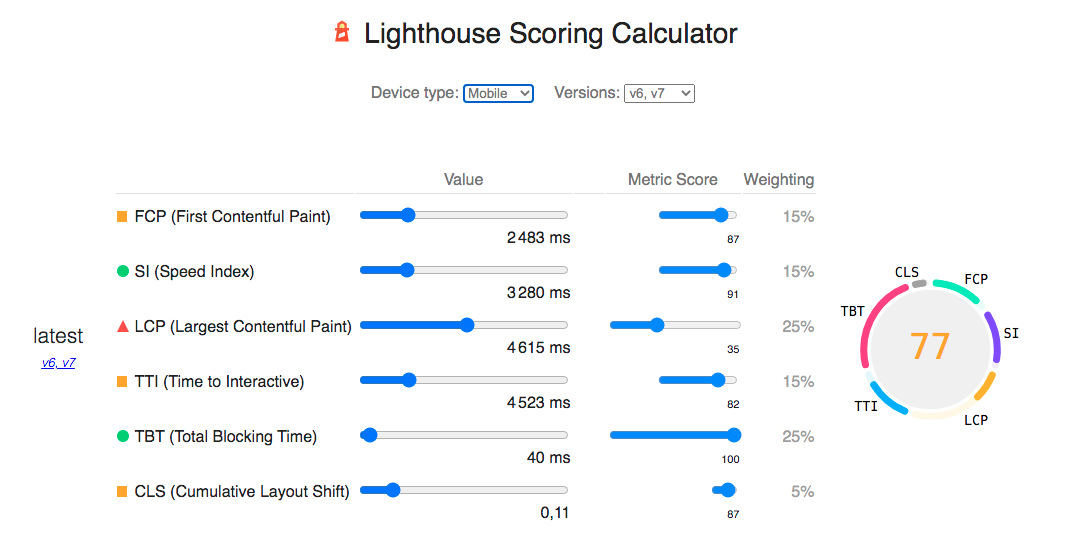 Lighthouse Scoring Calculator
Device type: Mobile Versions: v6, v7
Value Metric Score Weighting
FCP (First Contentful Paint) 15%
2 483 ms 87
SI (Speed Index) 15%
3 280 ms 91
LCP (Largest Contentful Paint) 25%
4 615 ms 35
TTI (Time to Interactive) 15%
4 523 ms 82
TBT (Total Blocking Time) 25%
40 ms 100
CLS (Cumulative Layout Shift) 5%
0,11 87
latest
v6, v7
CLS FCP
TBT SI
77
TTI LCP